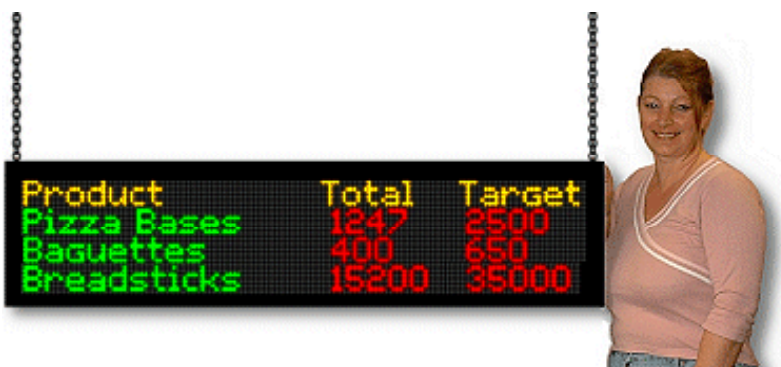 Product Total Target
Pizza Bases 1247 2500
Baguettes 400 650
Breadsticks 15200 35000